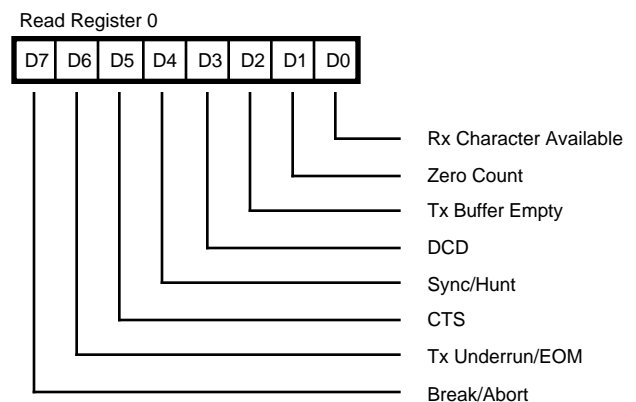 Read Register 0
D7 D6 D5 D4 D3 D2 D1 D0
Rx Character Available
Zero Count
Tx Buffer Empty
DCD
Sync/Hunt
CTS
Tx Underrun/EOM
Break/Abort